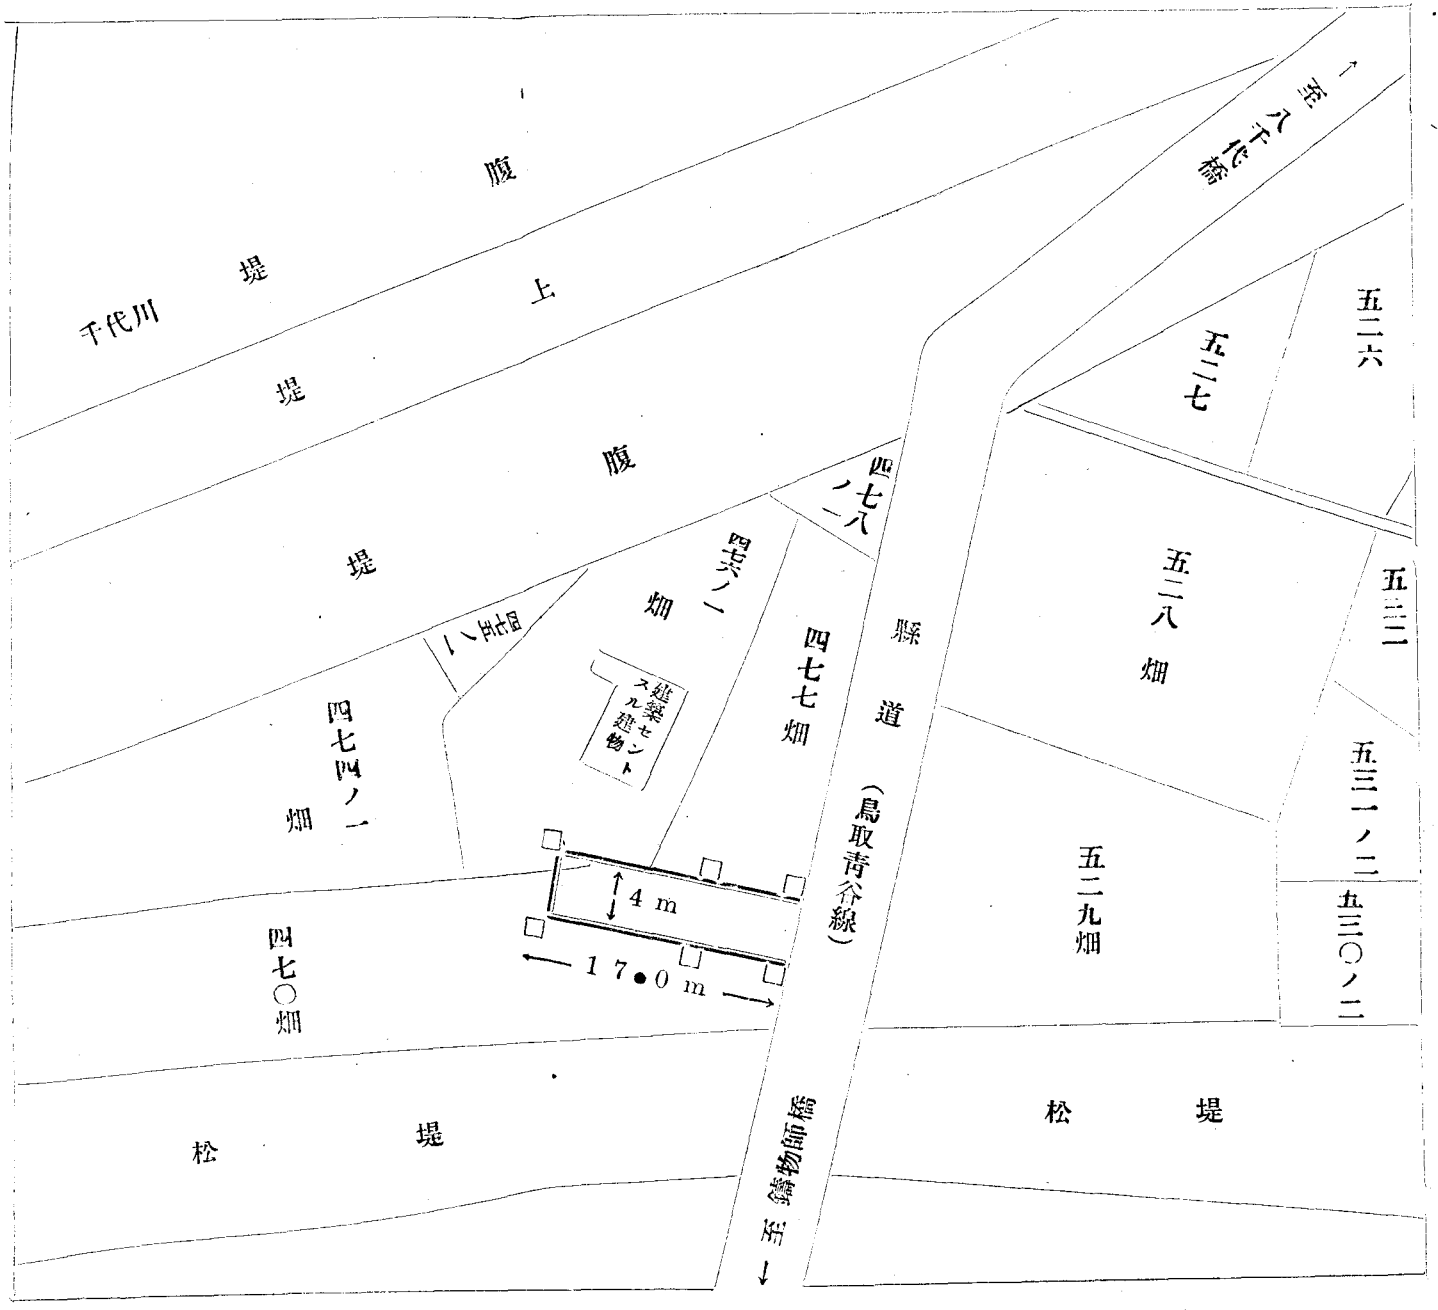 至八千代橋
千代川
堤腹
堤上
堤腹
五二六
五二七
五二八畑
五三二
五三一ノ二
五三〇ノ二
五二九畑
縣道
(鳥取青谷線)
四七八ノ一
四七七畑
四七六ノ一
畑
建築セント
スル建物
四七五ノ一
四七四ノ一
畑
四七〇畑
4m
17.0m
松堤
松堤
至鑄物師橋